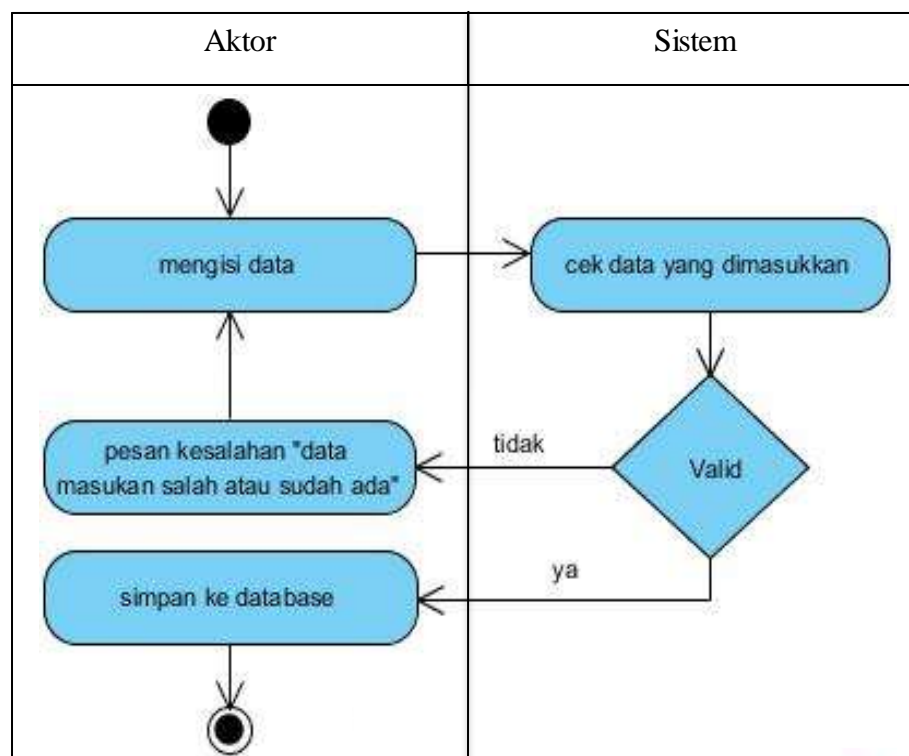 Aktor
Sistem
mengisi data
cek data yang dimasukkan
pesan kesalahan "data
masukan salah atau sudah ada"
tidak
Valid
simpan ke database
ya